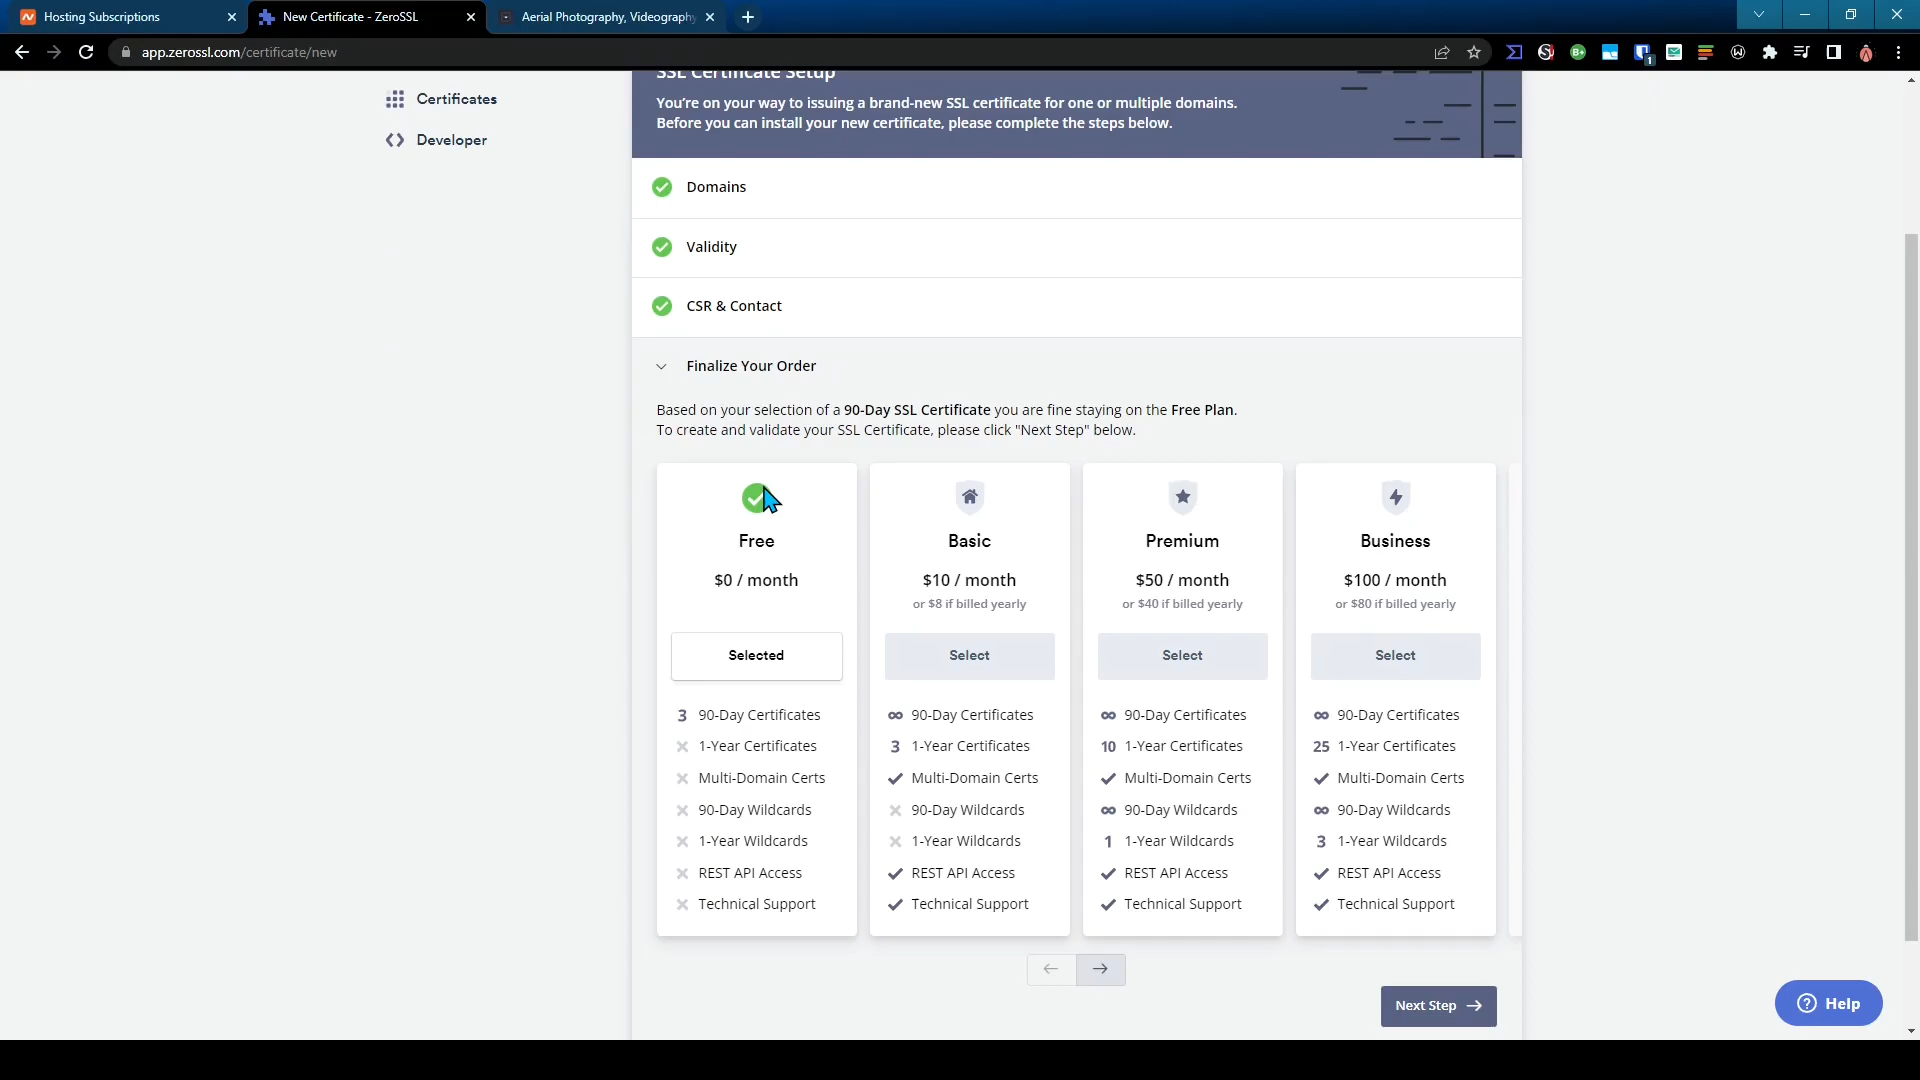 Hosting Subscriptions
New Certificate - ZeroSSL
Aerial Photography, Videography
app.zerossl.com/certificate/new
1
Certificates
Developer
SSL Certificate Setup
You're on your way to issuing a brand-new SSL certificate for one or multiple domains.
Before you can install your new certificate, please complete the steps below.
Domains
Validity
CSR & Contact
Finalize Your Order
Based on your selection of a 90-Day SSL Certificate you are fine staying on the Free Plan.
To create and validate your SSL Certificate, please click "Next Step" below.
Free
$0 / month
Selected
3 90-Day Certificates
1-Year Certificates
Multi-Domain Certs
90-Day Wildcards
1-Year Wildcards
REST API Access
Technical Support
Basic
$10 / month
or $8 if billed yearly
Select
∞ 90-Day Certificates
3 1-Year Certificates
Multi-Domain Certs
90-Day Wildcards
1-Year Wildcards
REST API Access
Technical Support
Premium
$50 / month
or $40 if billed yearly
Select
∞ 90-Day Certificates
10 1-Year Certificates
Multi-Domain Certs
∞ 90-Day Wildcards
1 1-Year Wildcards
REST API Access
Technical Support
Business
$100 / month
or $80 if billed yearly
Select
∞ 90-Day Certificates
25 1-Year Certificates
Multi-Domain Certs
∞ 90-Day Wildcards
3 1-Year Wildcards
REST API Access
Technical Support
Next Step
Help